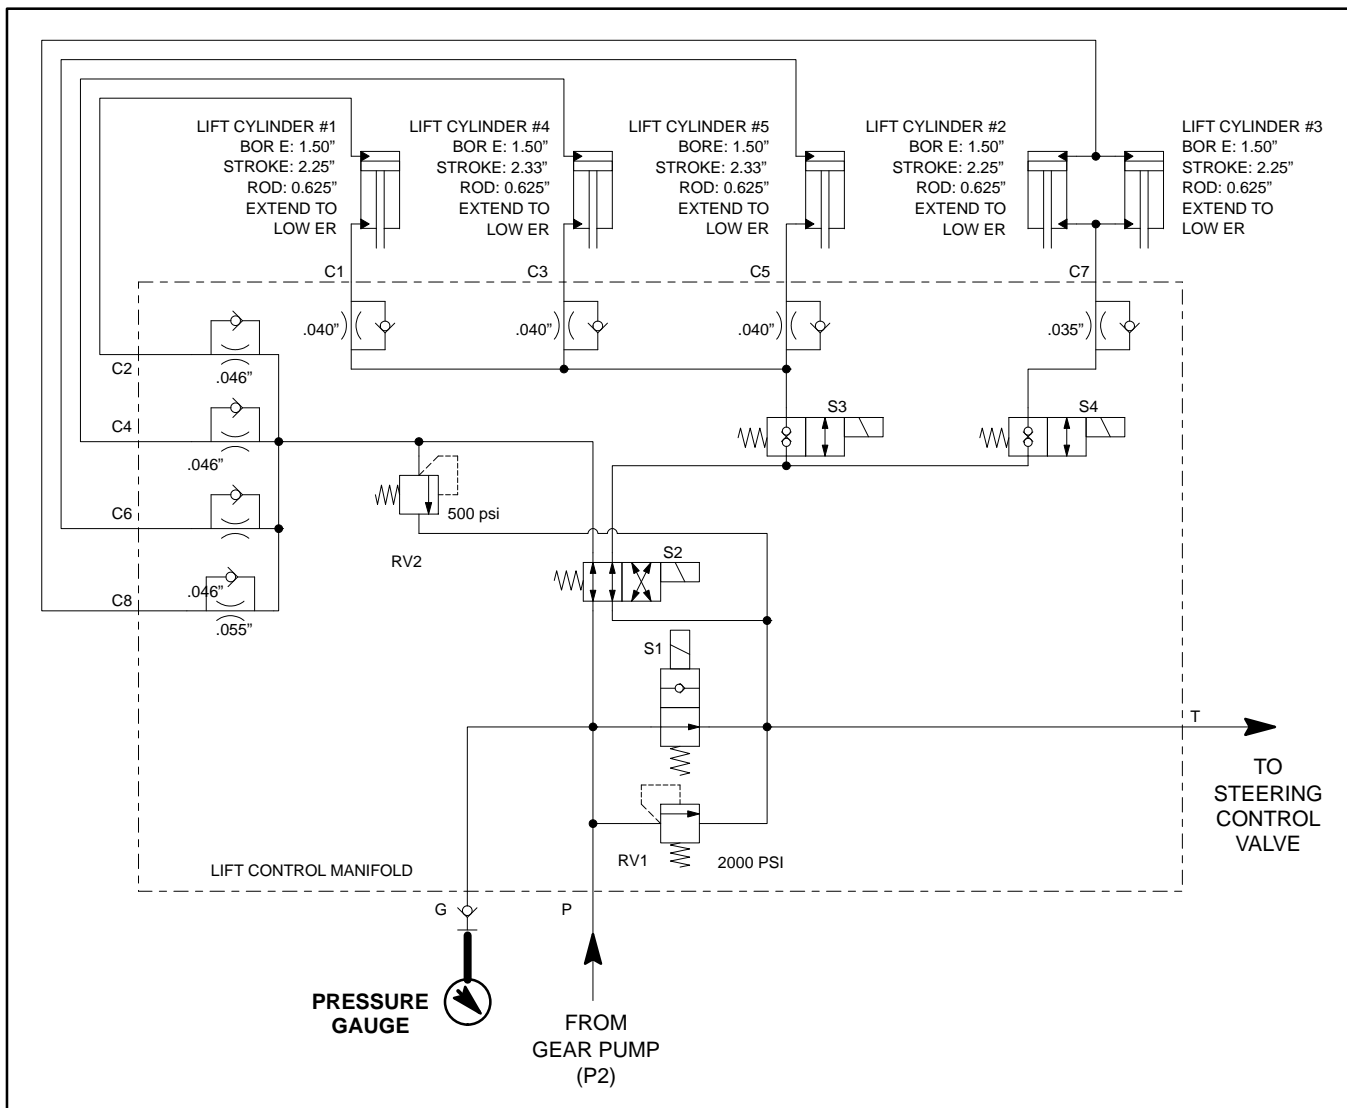 LIFT CYLINDER #1
BOR E: 1.50”
STROKE: 2.25”
ROD: 0.625”
EXTEND TO
LOW ER
LIFT CYLINDER #4
BOR E: 1.50”
STROKE: 2.33”
ROD: 0.625”
EXTEND TO
LOW ER
LIFT CYLINDER #5
BORE: 1.50”
STROKE: 2.33”
ROD: 0.625”
EXTEND TO
LOW ER
LIFT CYLINDER #2
BOR E: 1.50”
STROKE: 2.25”
ROD: 0.625”
EXTEND TO
LOW ER
LIFT CYLINDER #3
BOR E: 1.50”
STROKE: 2.25”
ROD: 0.625”
EXTEND TO
LOW ER
C1
C3
C5
C7
.040”
.040”
.040”
.035”
C2
.046”
C4
.046”
C6
.046”
C8
.055”
S3
S4
500 psi
RV2
S2
S1
T
TO
STEERING
CONTROL
VALVE
RV1
2000 PSI
LIFT CONTROL MANIFOLD
G
P
PRESSURE
GAUGE
FROM
GEAR PUMP
(P2)